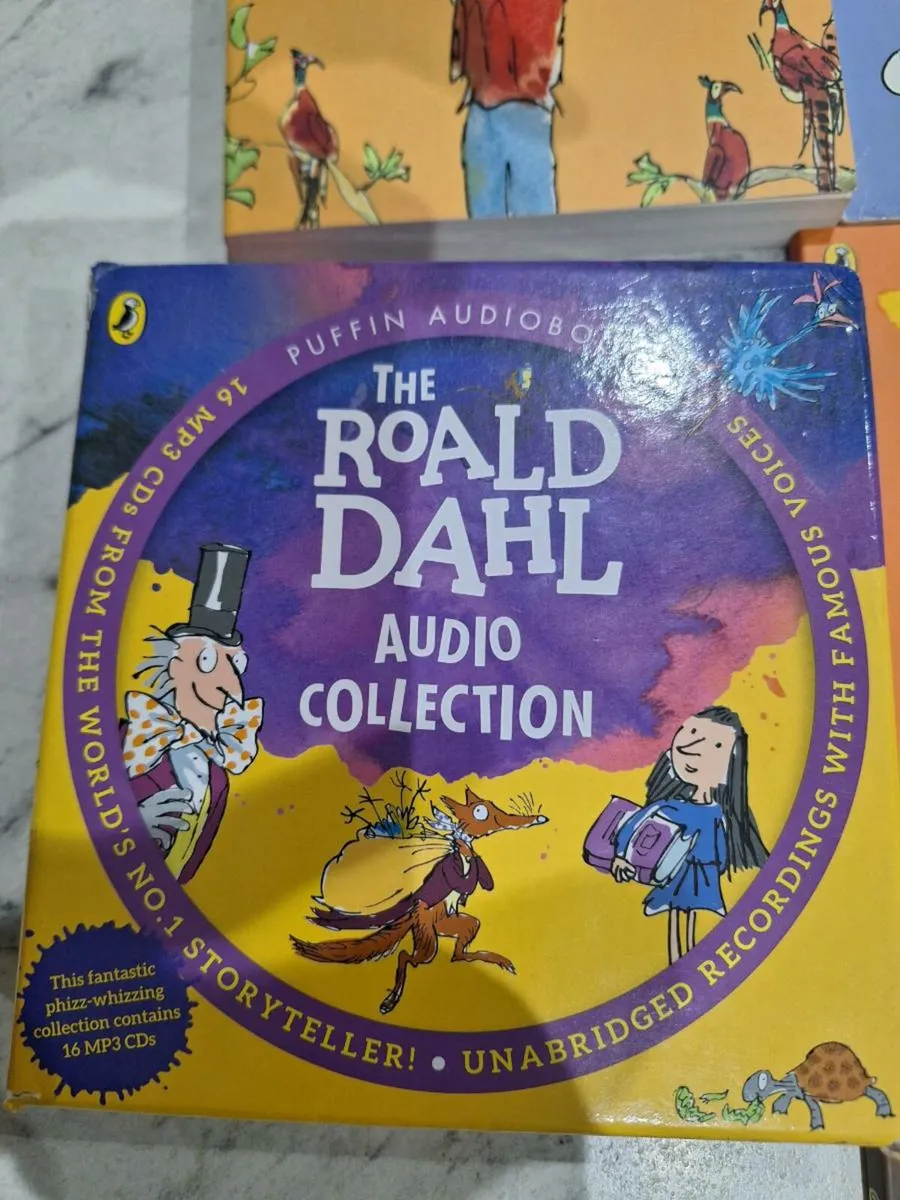 PUFFIN
16 MP3 CDs FROM THE WORLD'S NO.1 STORYTELLER! • UNABRIDGED RECORDINGS WITH FAMOUS VOICES
THE
ROALD
DAHL
AUDIO
COLLECTION
This fantastic
phizz-whizzing
collection contains
16 MP3 CDs